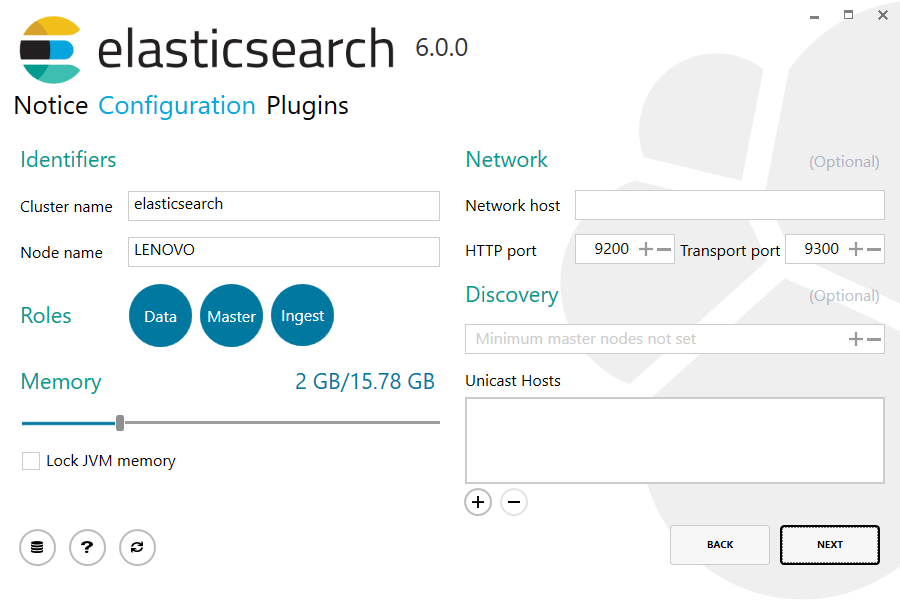 elasticsearch 6.0.0
Notice Configuration Plugins
Identifiers
Cluster name elasticsearch
Node name LENOVO
Roles Data Master Ingest
Memory 2 GB/15.78 GB
Lock JVM memory
Network (Optional)
Network host
HTTP port 9200 Transport port 9300
Discovery (Optional)
Minimum master nodes not set
Unicast Hosts
BACK NEXT